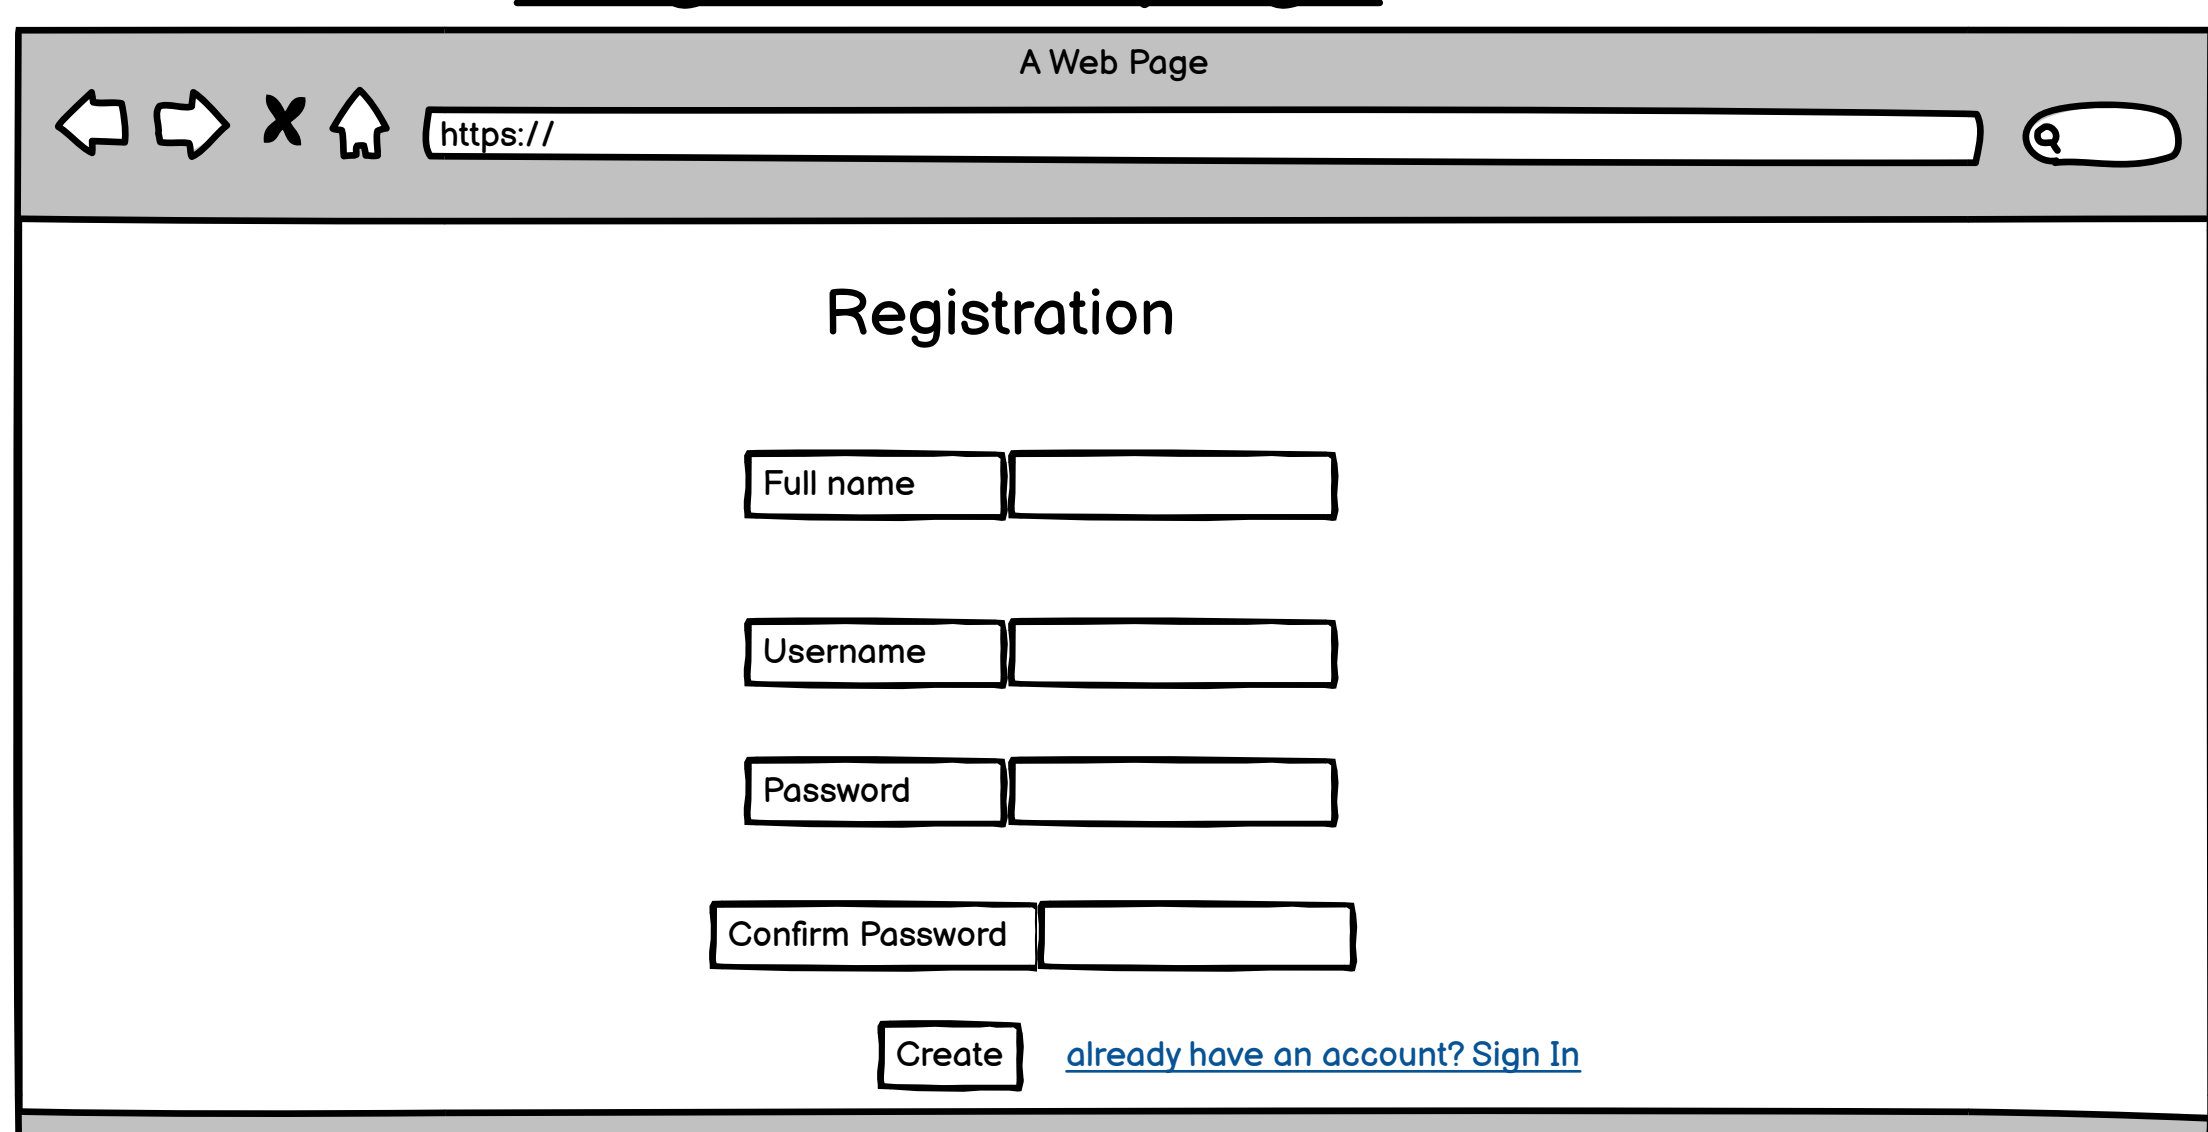 A Web Page
https://
Registration
Full name
Username
Password
Confirm Password
Create
already have an account? Sign In